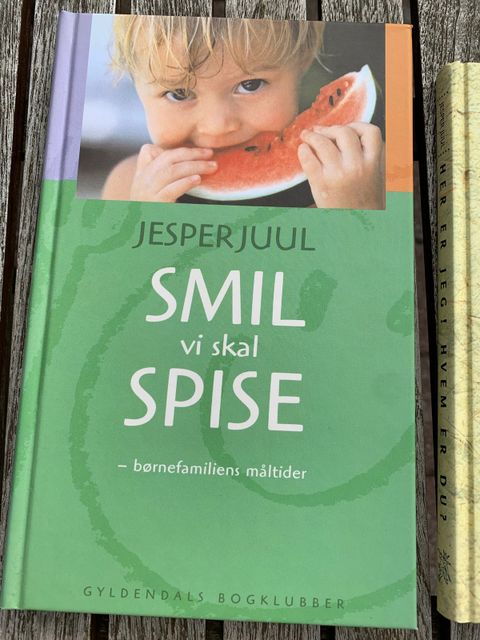 JESPER JUUL
SMIL
vi skal
SPISE
– børnefamiliens måltider
GYLDENDALS BOGKLUBBER
JESPER JUUL HER ER JEG! HVEM ER DU?